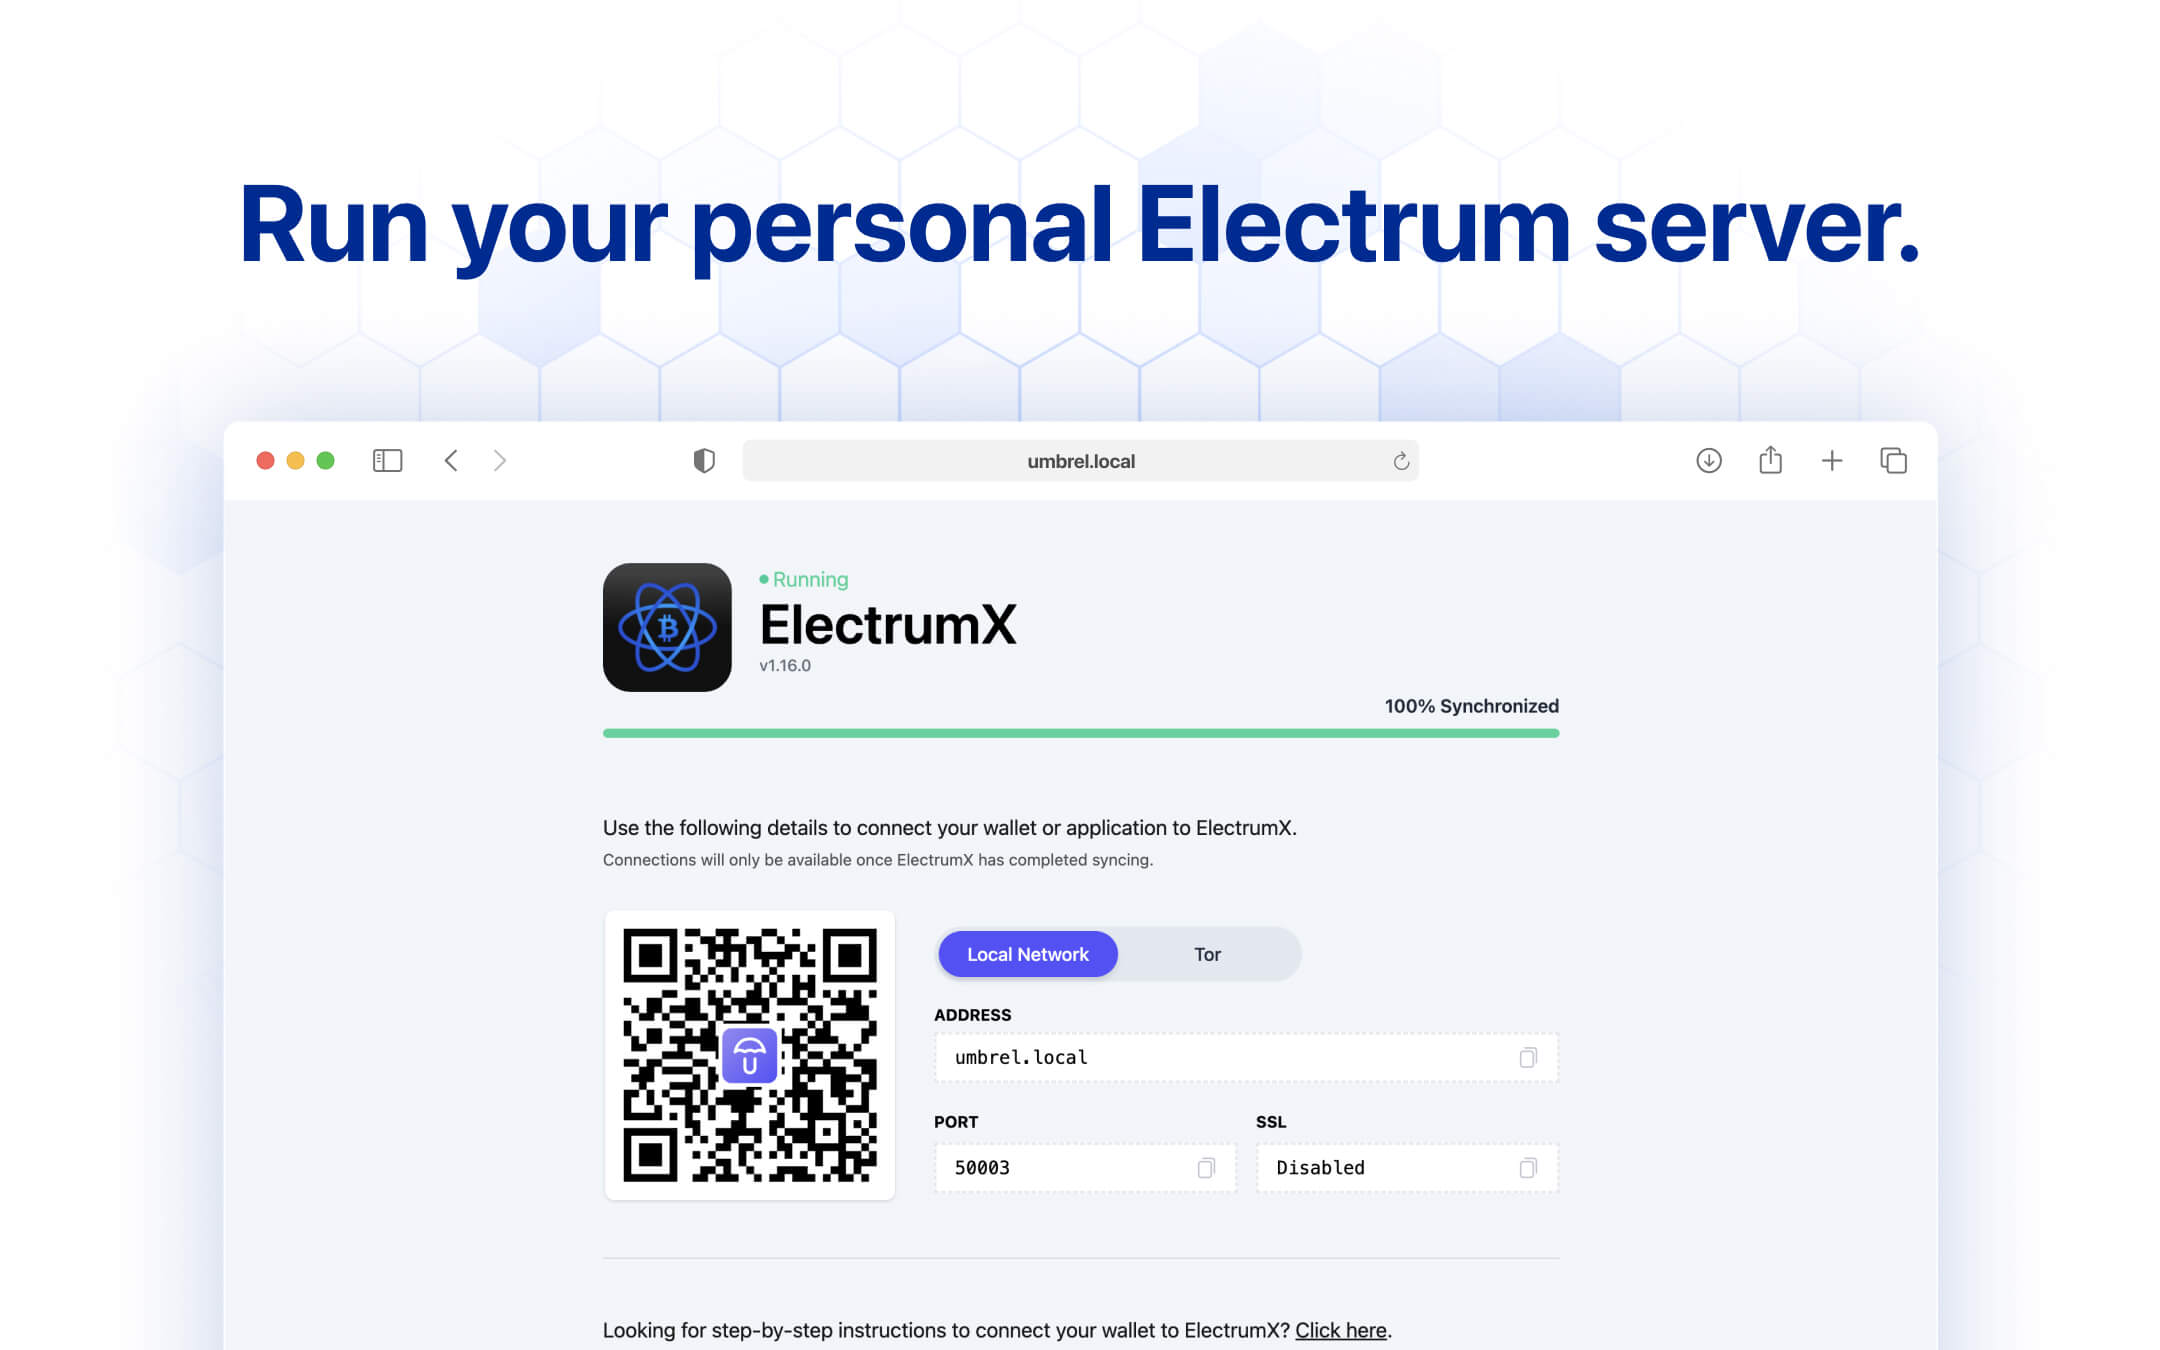 Run your personal Electrum server.
umbrel.local
Running
ElectrumX
v1.16.0
100% Synchronized
Use the following details to connect your wallet or application to ElectrumX.
Connections will only be available once ElectrumX has completed syncing.
Local Network Tor
ADDRESS
umbrel.local
PORT SSL
50003 Disabled
Looking for step-by-step instructions to connect your wallet to ElectrumX? Click here.